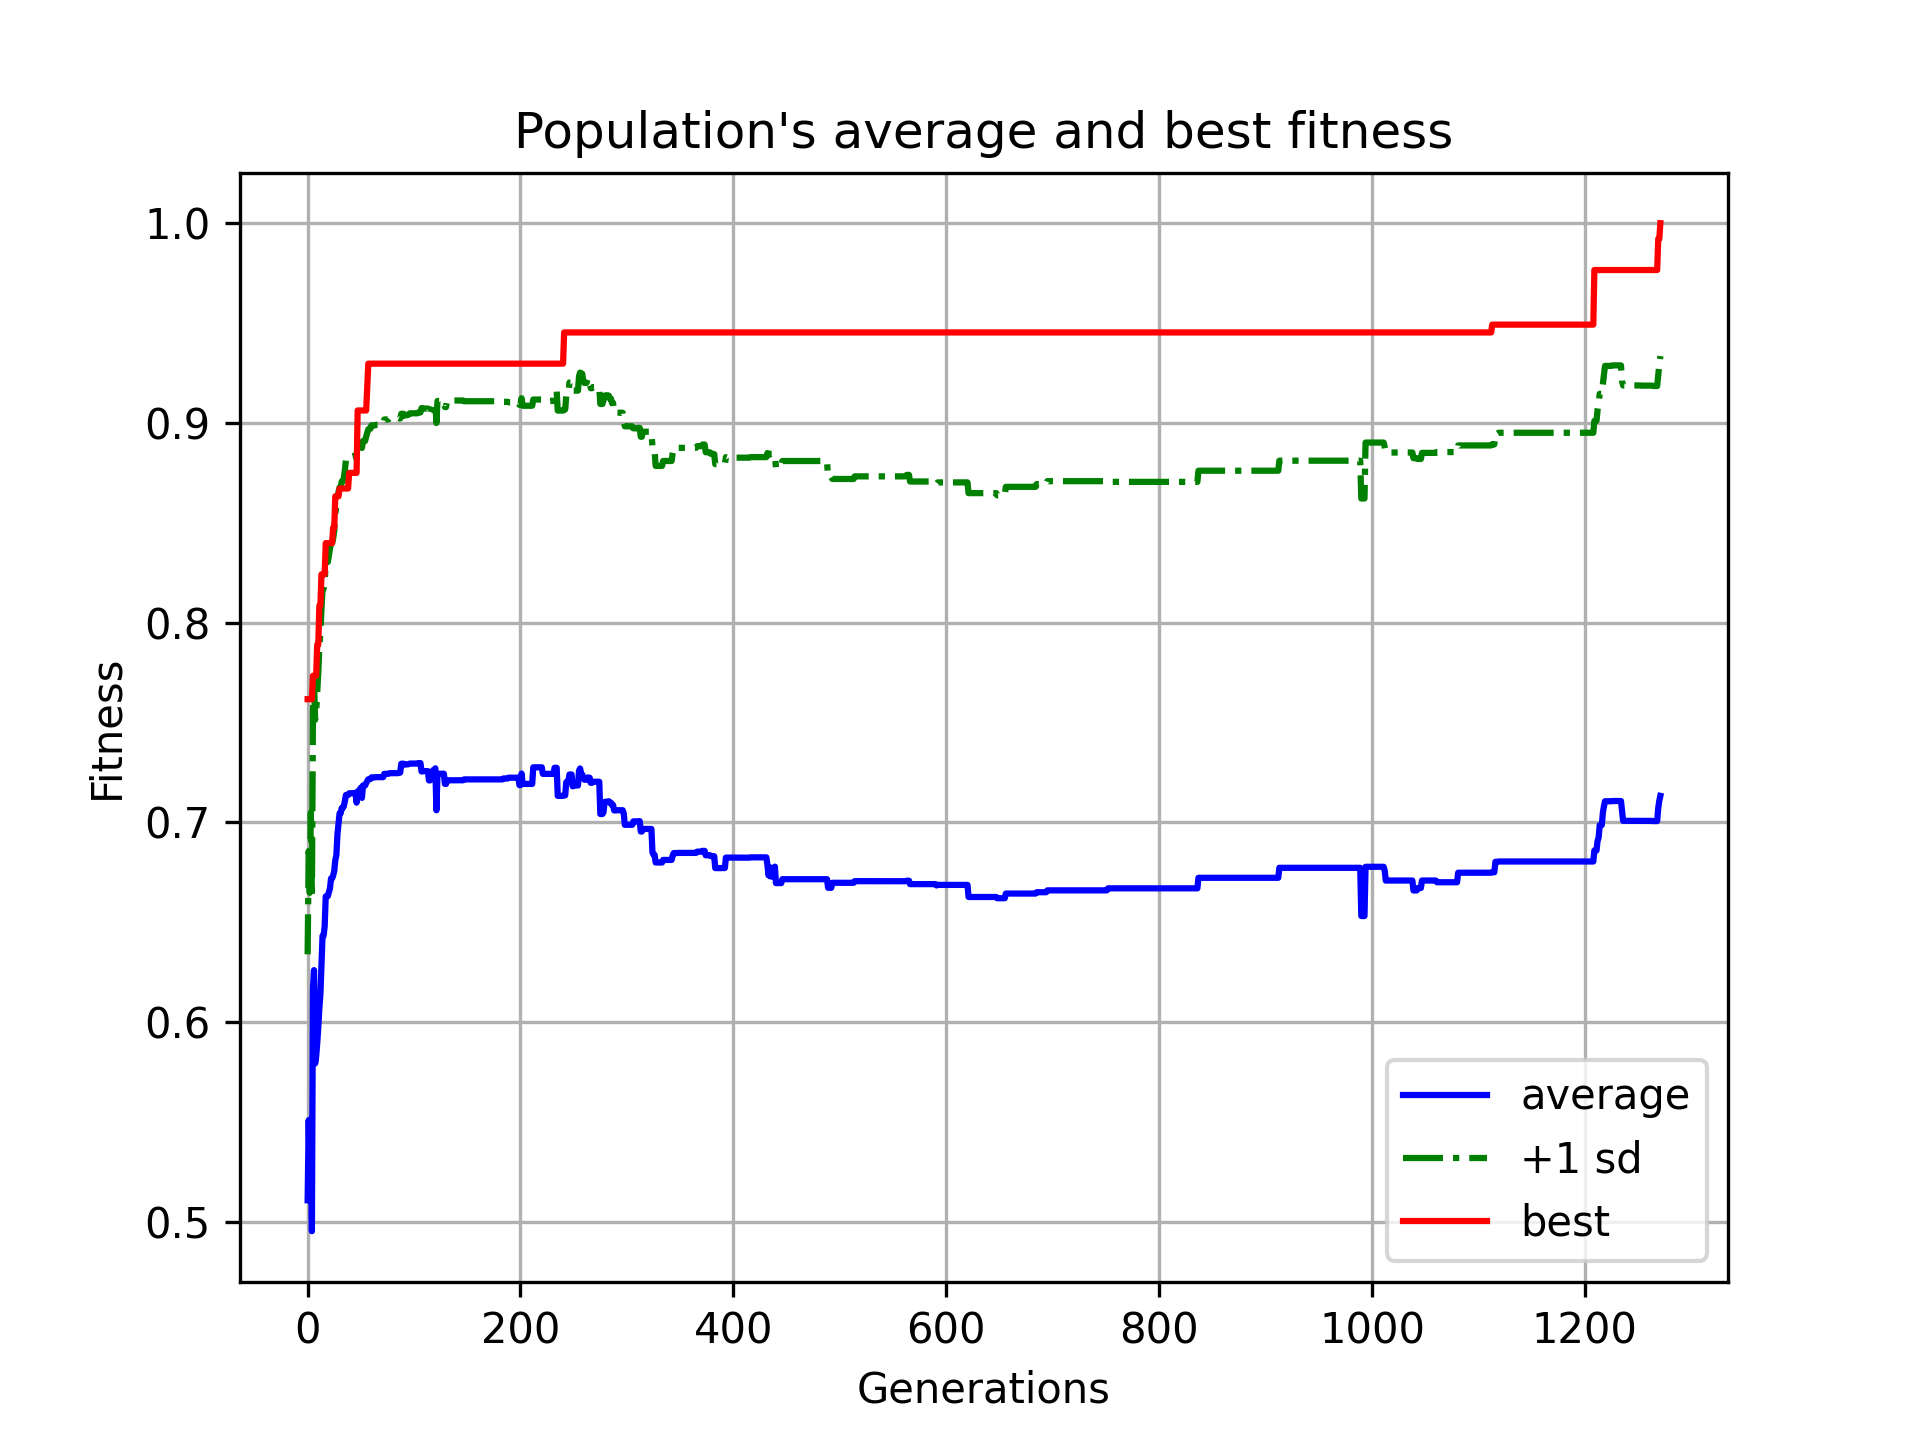 Population's average and best fitness
1.0
0.9
0.8
0.7
0.6
0.5
Fitness
0 200 400 600 800 1000 1200
Generations
average
+1 sd
best